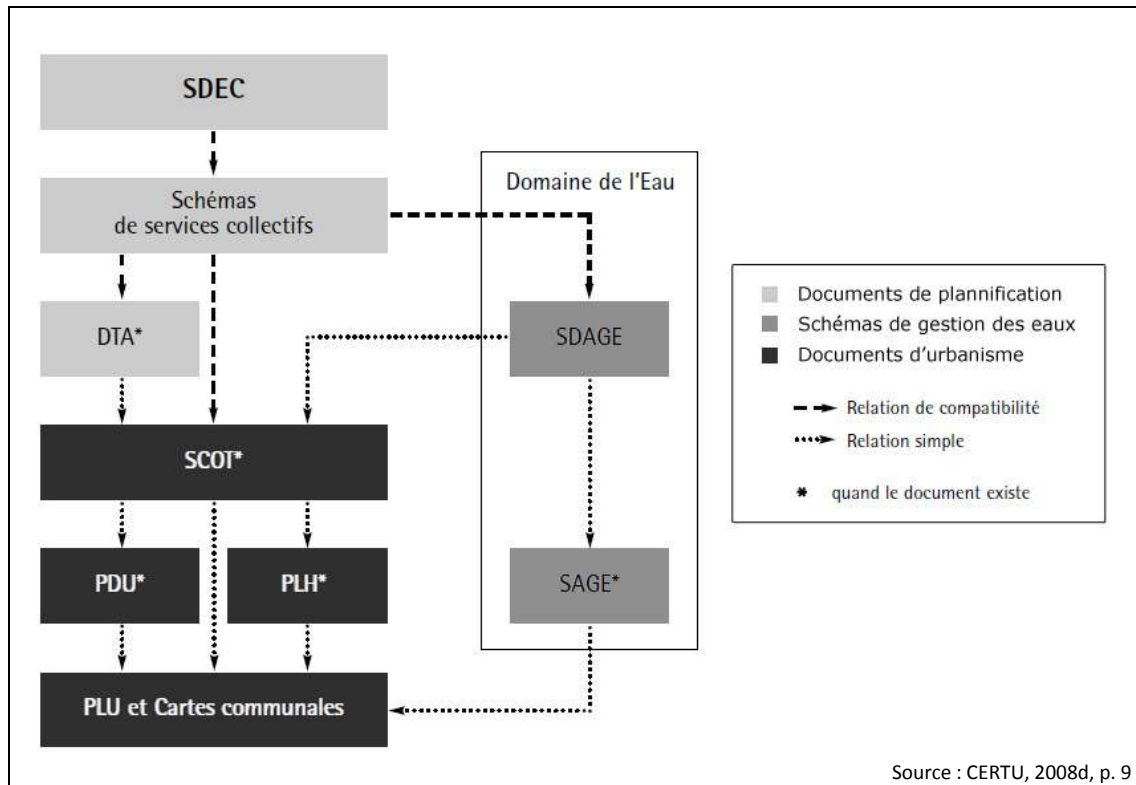 SDEC
Schémas
de services collectifs
Domaine de l'Eau
DTA*
SDAGE
SCOT*
PDU*
PLH*
SAGE*
PLU et Cartes communales
Documents de plannification
Schémas de gestion des eaux
Documents d'urbanisme
Relation de compatibilité
Relation simple
* quand le document existe
Source : CERTU, 2008d, p. 9